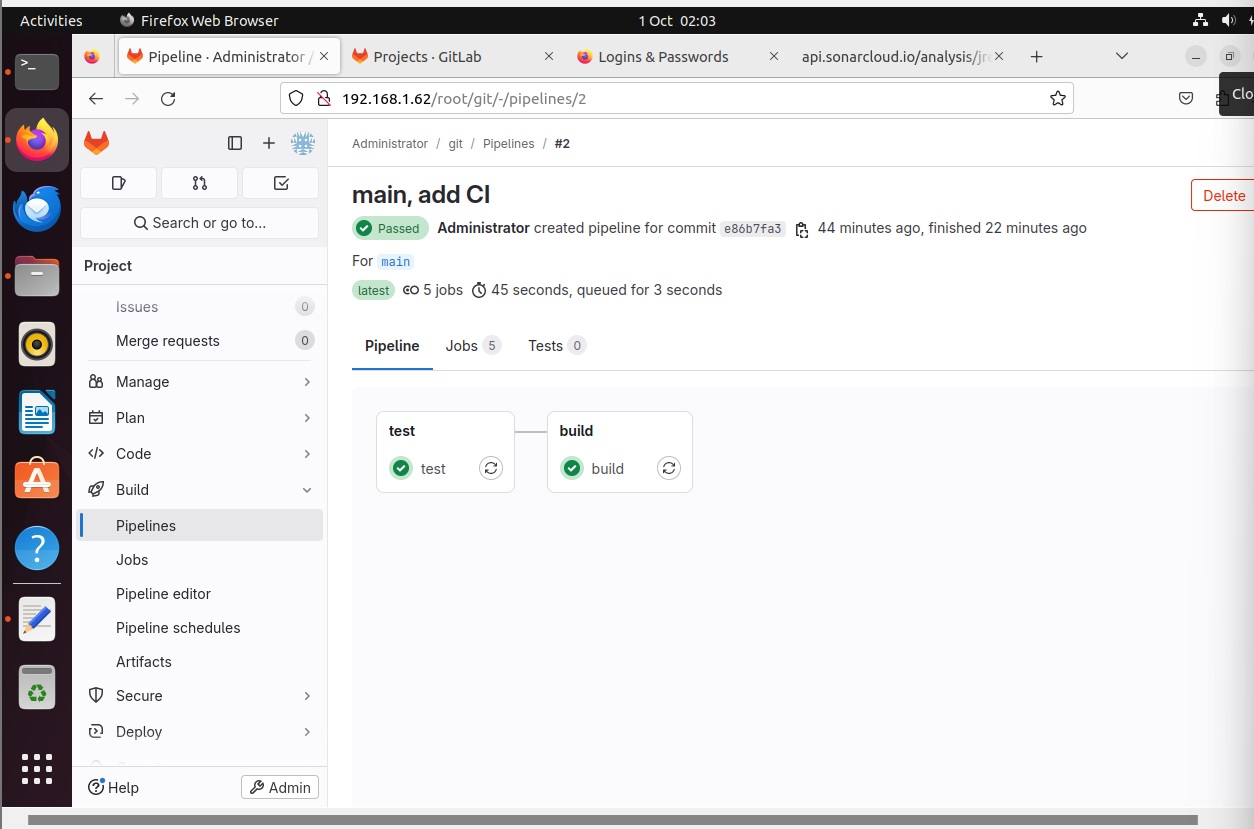 Activities Firefox Web Browser 1 Oct 02:03
Pipeline · Administrator / Projects · GitLab Logins & Passwords api.sonarcloud.io/analysis/jre
192.168.1.62/root/git/-/pipelines/2
Clo
Administrator / git / Pipelines / #2
main, add CI
Delete
Passed Administrator created pipeline for commit e86b7fa3 44 minutes ago, finished 22 minutes ago
For main
latest 5 jobs 45 seconds, queued for 3 seconds
Pipeline Jobs 5 Tests 0
test
test
build
build
Search or go to...
Project
Issues 0
Merge requests 0
Manage
Plan
Code
Build
Pipelines
Jobs
Pipeline editor
Pipeline schedules
Artifacts
Secure
Deploy
Help Admin